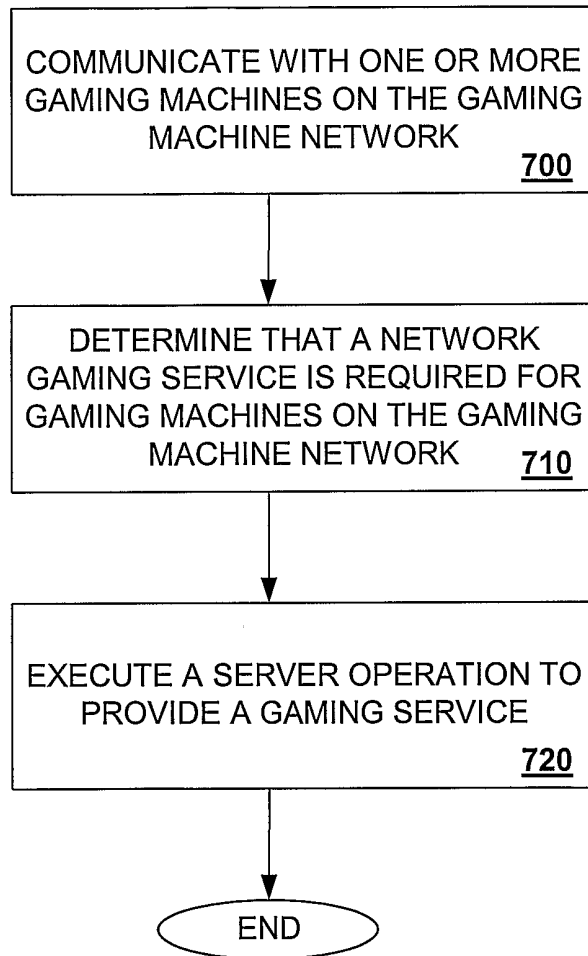 COMMUNICATE WITH ONE OR MORE
GAMING MACHINES ON THE GAMING
MACHINE NETWORK
700
DETERMINE THAT A NETWORK
GAMING SERVICE IS REQUIRED FOR
GAMING MACHINES ON THE GAMING
MACHINE NETWORK
710
EXECUTE A SERVER OPERATION TO
PROVIDE A GAMING SERVICE
720
END